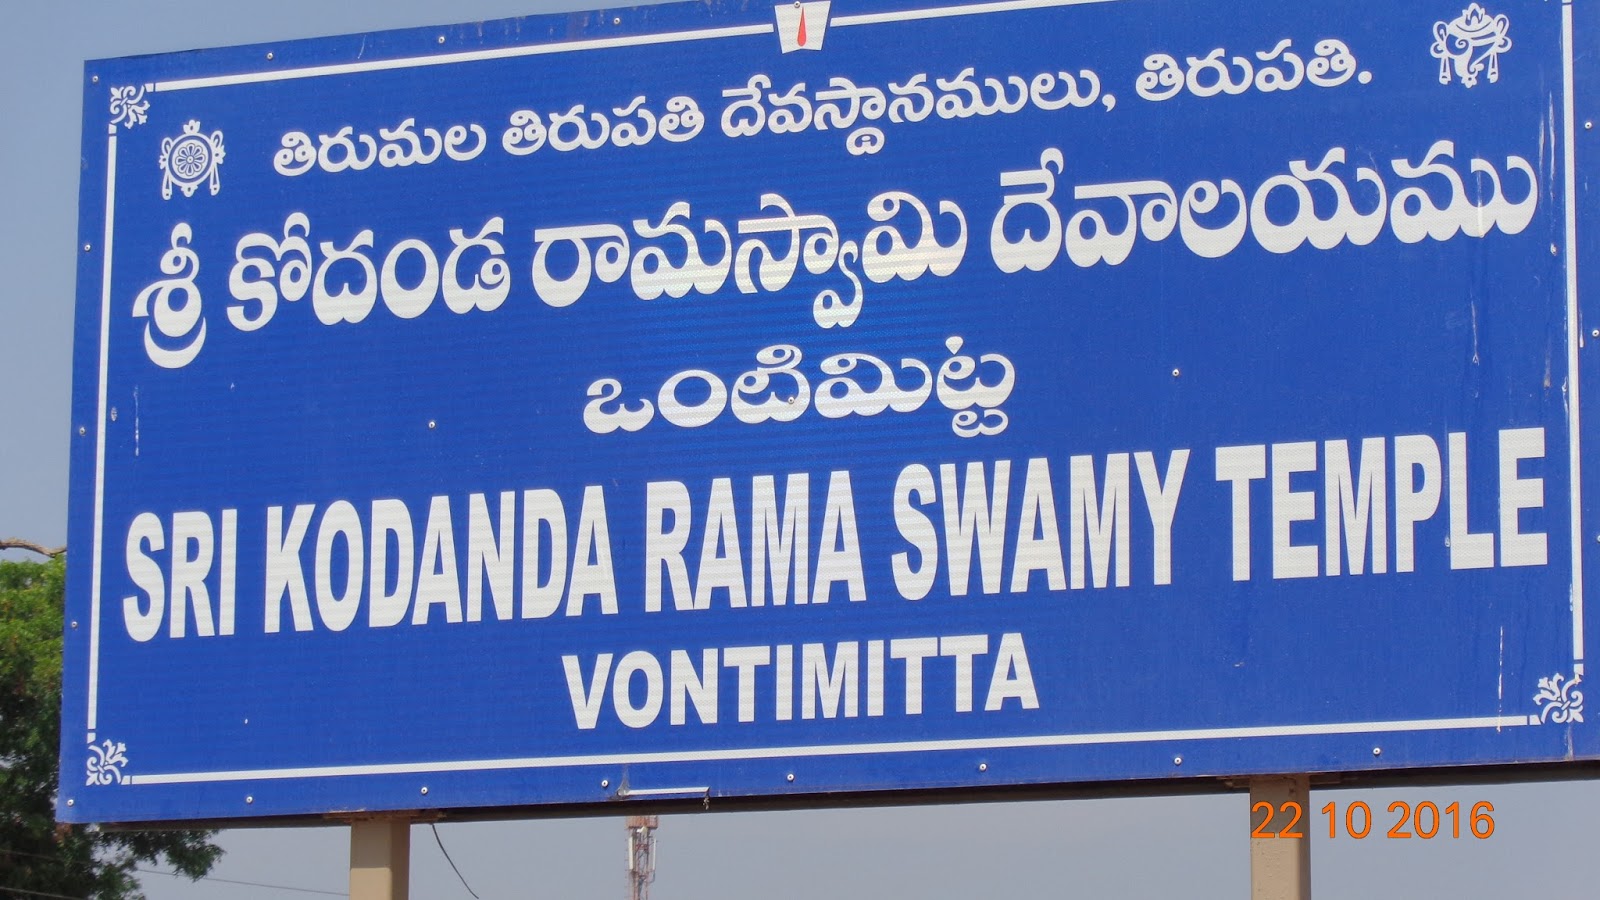 తిరుమల తిరుపతి దేవస్థానములు, తిరుపతి.
శ్రీ కోదండ రామస్వామి దేవాలయము
ఒంటిమిట్ట
SRI KODANDA RAMA SWAMY TEMPLE
VONTIMITTA
22 10 2016